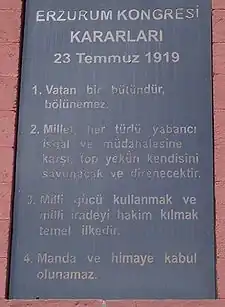 ERZURUM KONGRESİ
KARARLARI
23 Temmuz 1919
1. Vatan bir bütündür,
bölünemez.
2. Millet, her türlü yabancı
işgal ve müdahalesine
karşı, top yekün kendisini
savunacak ve direnecektir.
3. Milli gücü kullanmak ve
milli iradeyi hakim kılmak
temel ilkedir.
4. Manda ve himaye kabul
olunamaz.